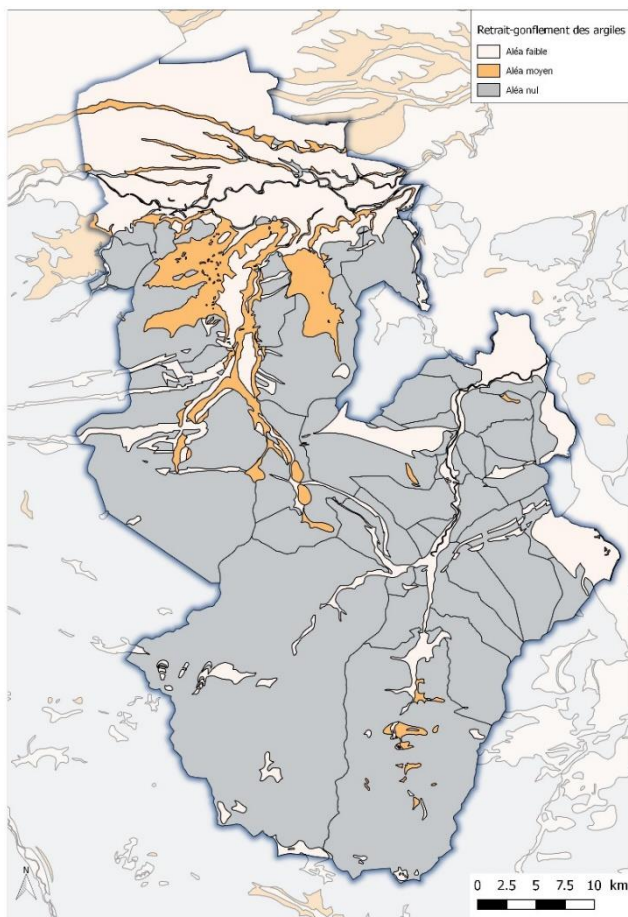 Retrait-gonflement des argiles
Aléa faible
Aléa moyen
Aléa nul
N
0 2.5 5 7.5 10 km